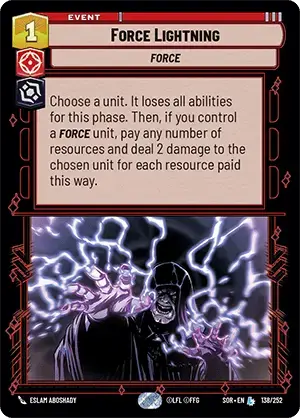 1
EVENT
FORCE LIGHTNING
FORCE
Choose a unit. It loses all abilities
for this phase. Then, if you control
a FORCE unit, pay any number of
resources and deal 2 damage to the
chosen unit for each resource paid
this way.
ESLAM ABOSHADY
©LFL ©FFG
SOR • EN
138/252